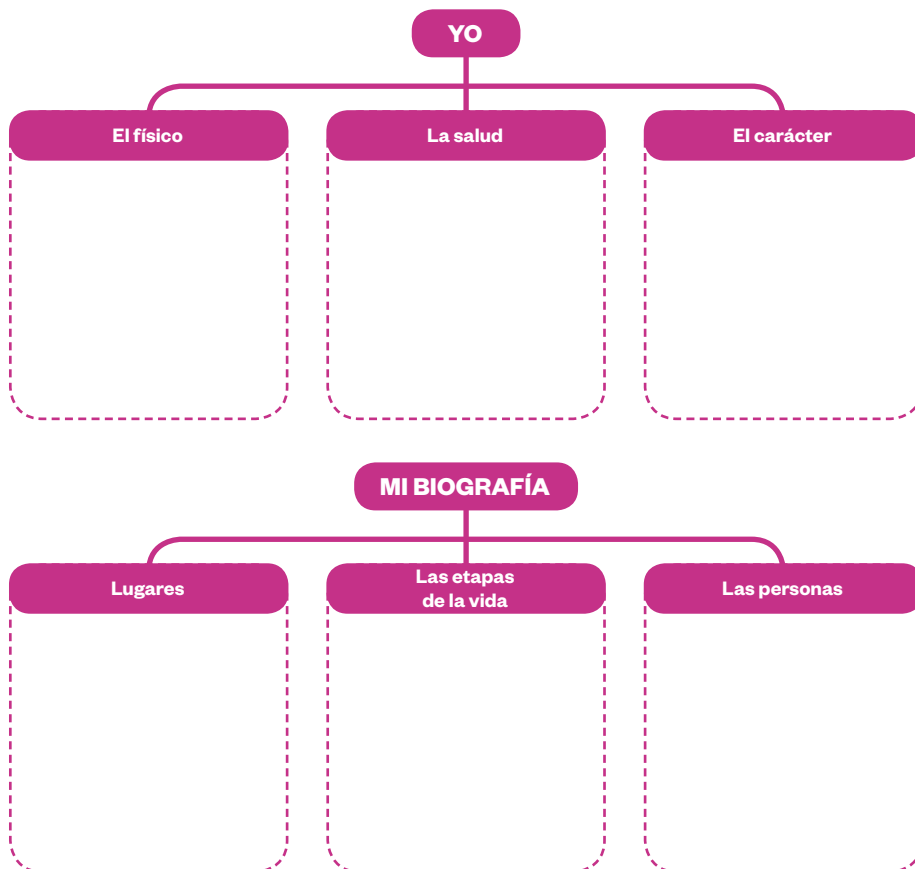 YO
El físico
La salud
El carácter
MI BIOGRAFÍA
Lugares
Las etapas
de la vida
Las personas